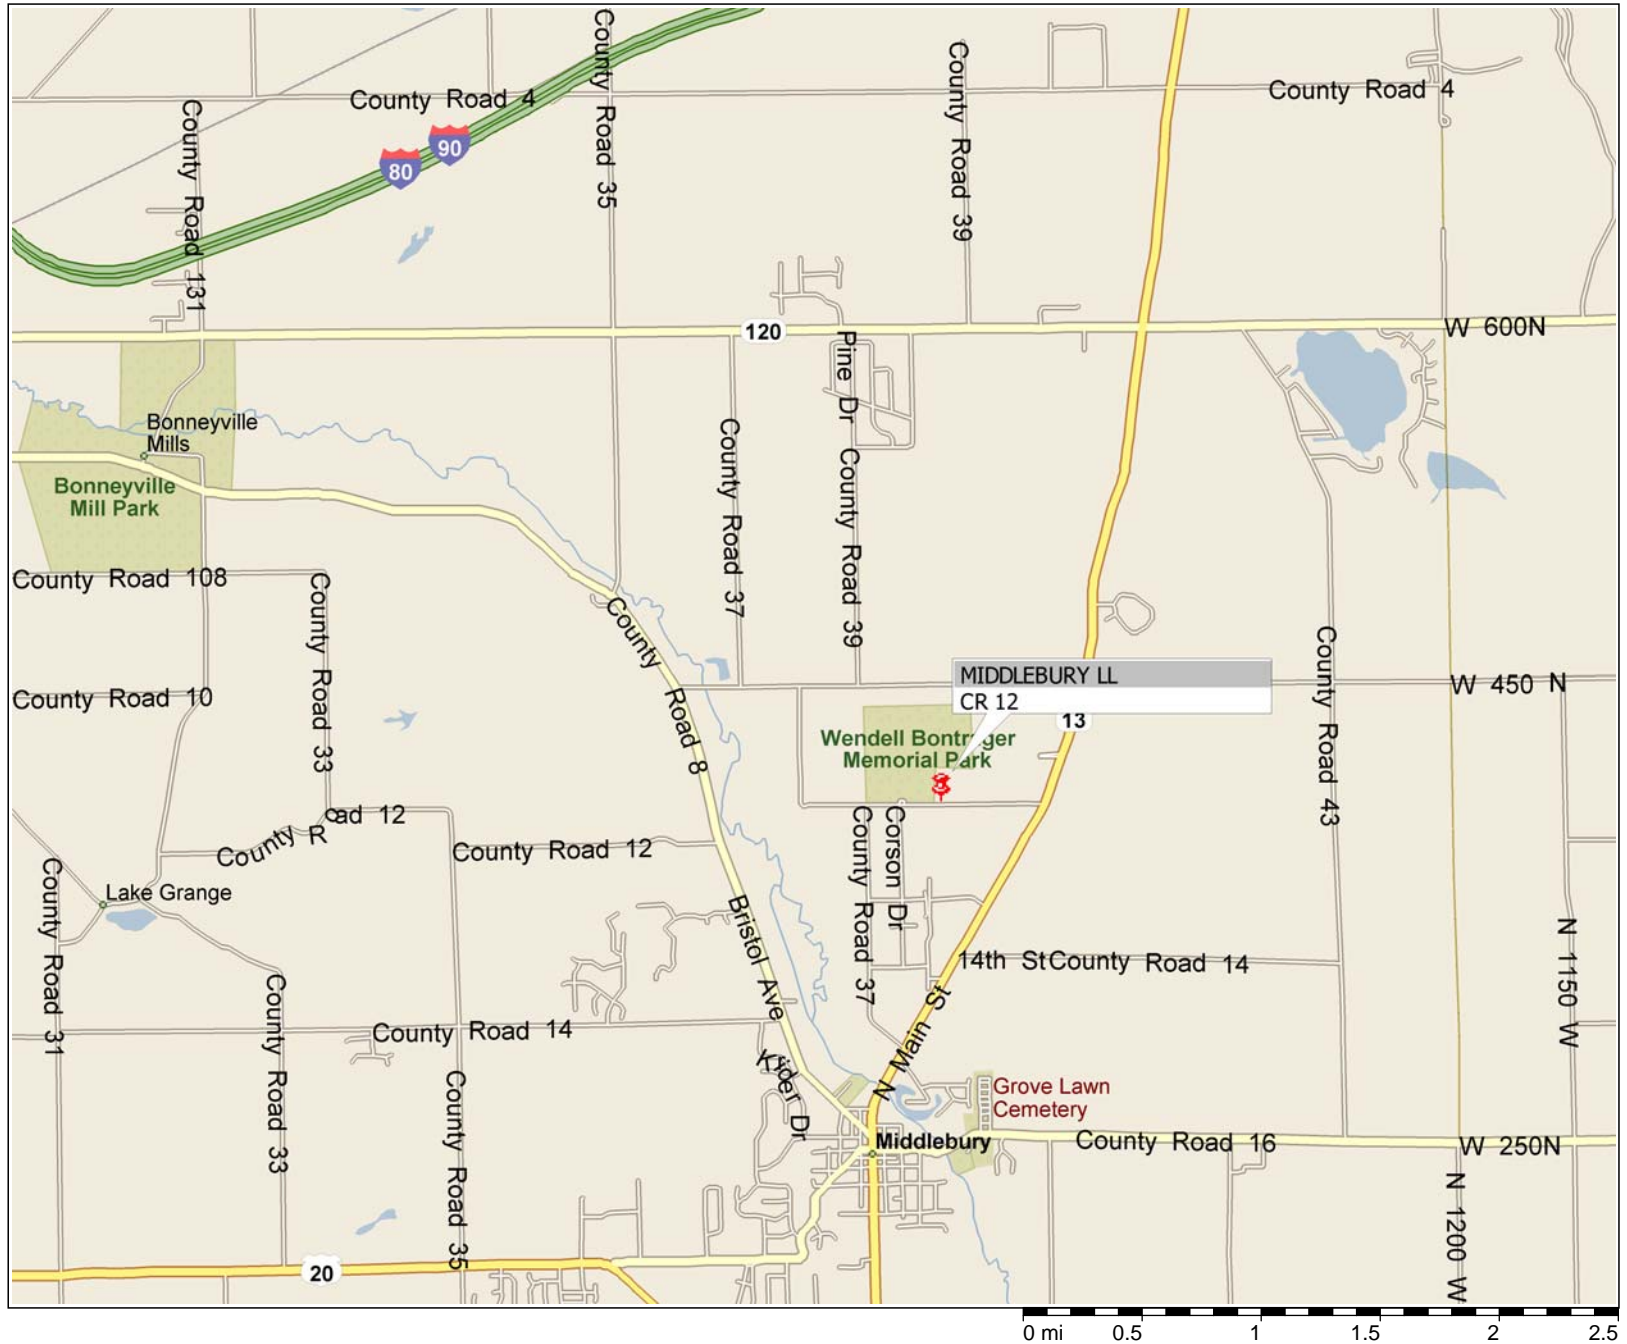 County Road 4
County Road 4
County Road 35
County Road 39
County Road 131
90
80
120
W 600N
Pine Dr
Bonneyville
Mills
Bonneyville
Mill Park
County Road 37
County Road 39
County Road 108
County Road 33
County Road 8
County Road 43
County Road 10
MIDDLEBURY LL
CR 12
W 450 N
13
Wendell Bontrager
Memorial Park
County Road 12
County Road 12
County Road 37
Corson Dr
Lake Grange
County Road 31
Bristol Ave
14th St
County Road 14
N 1150 W
County Road 33
County Road 14
N Main St
County Road 35
Grove Lawn
Cemetery
Middlebury
County Road 16
W 250N
N 1200 W
20
0 mi 0.5 1 1.5 2 2.5